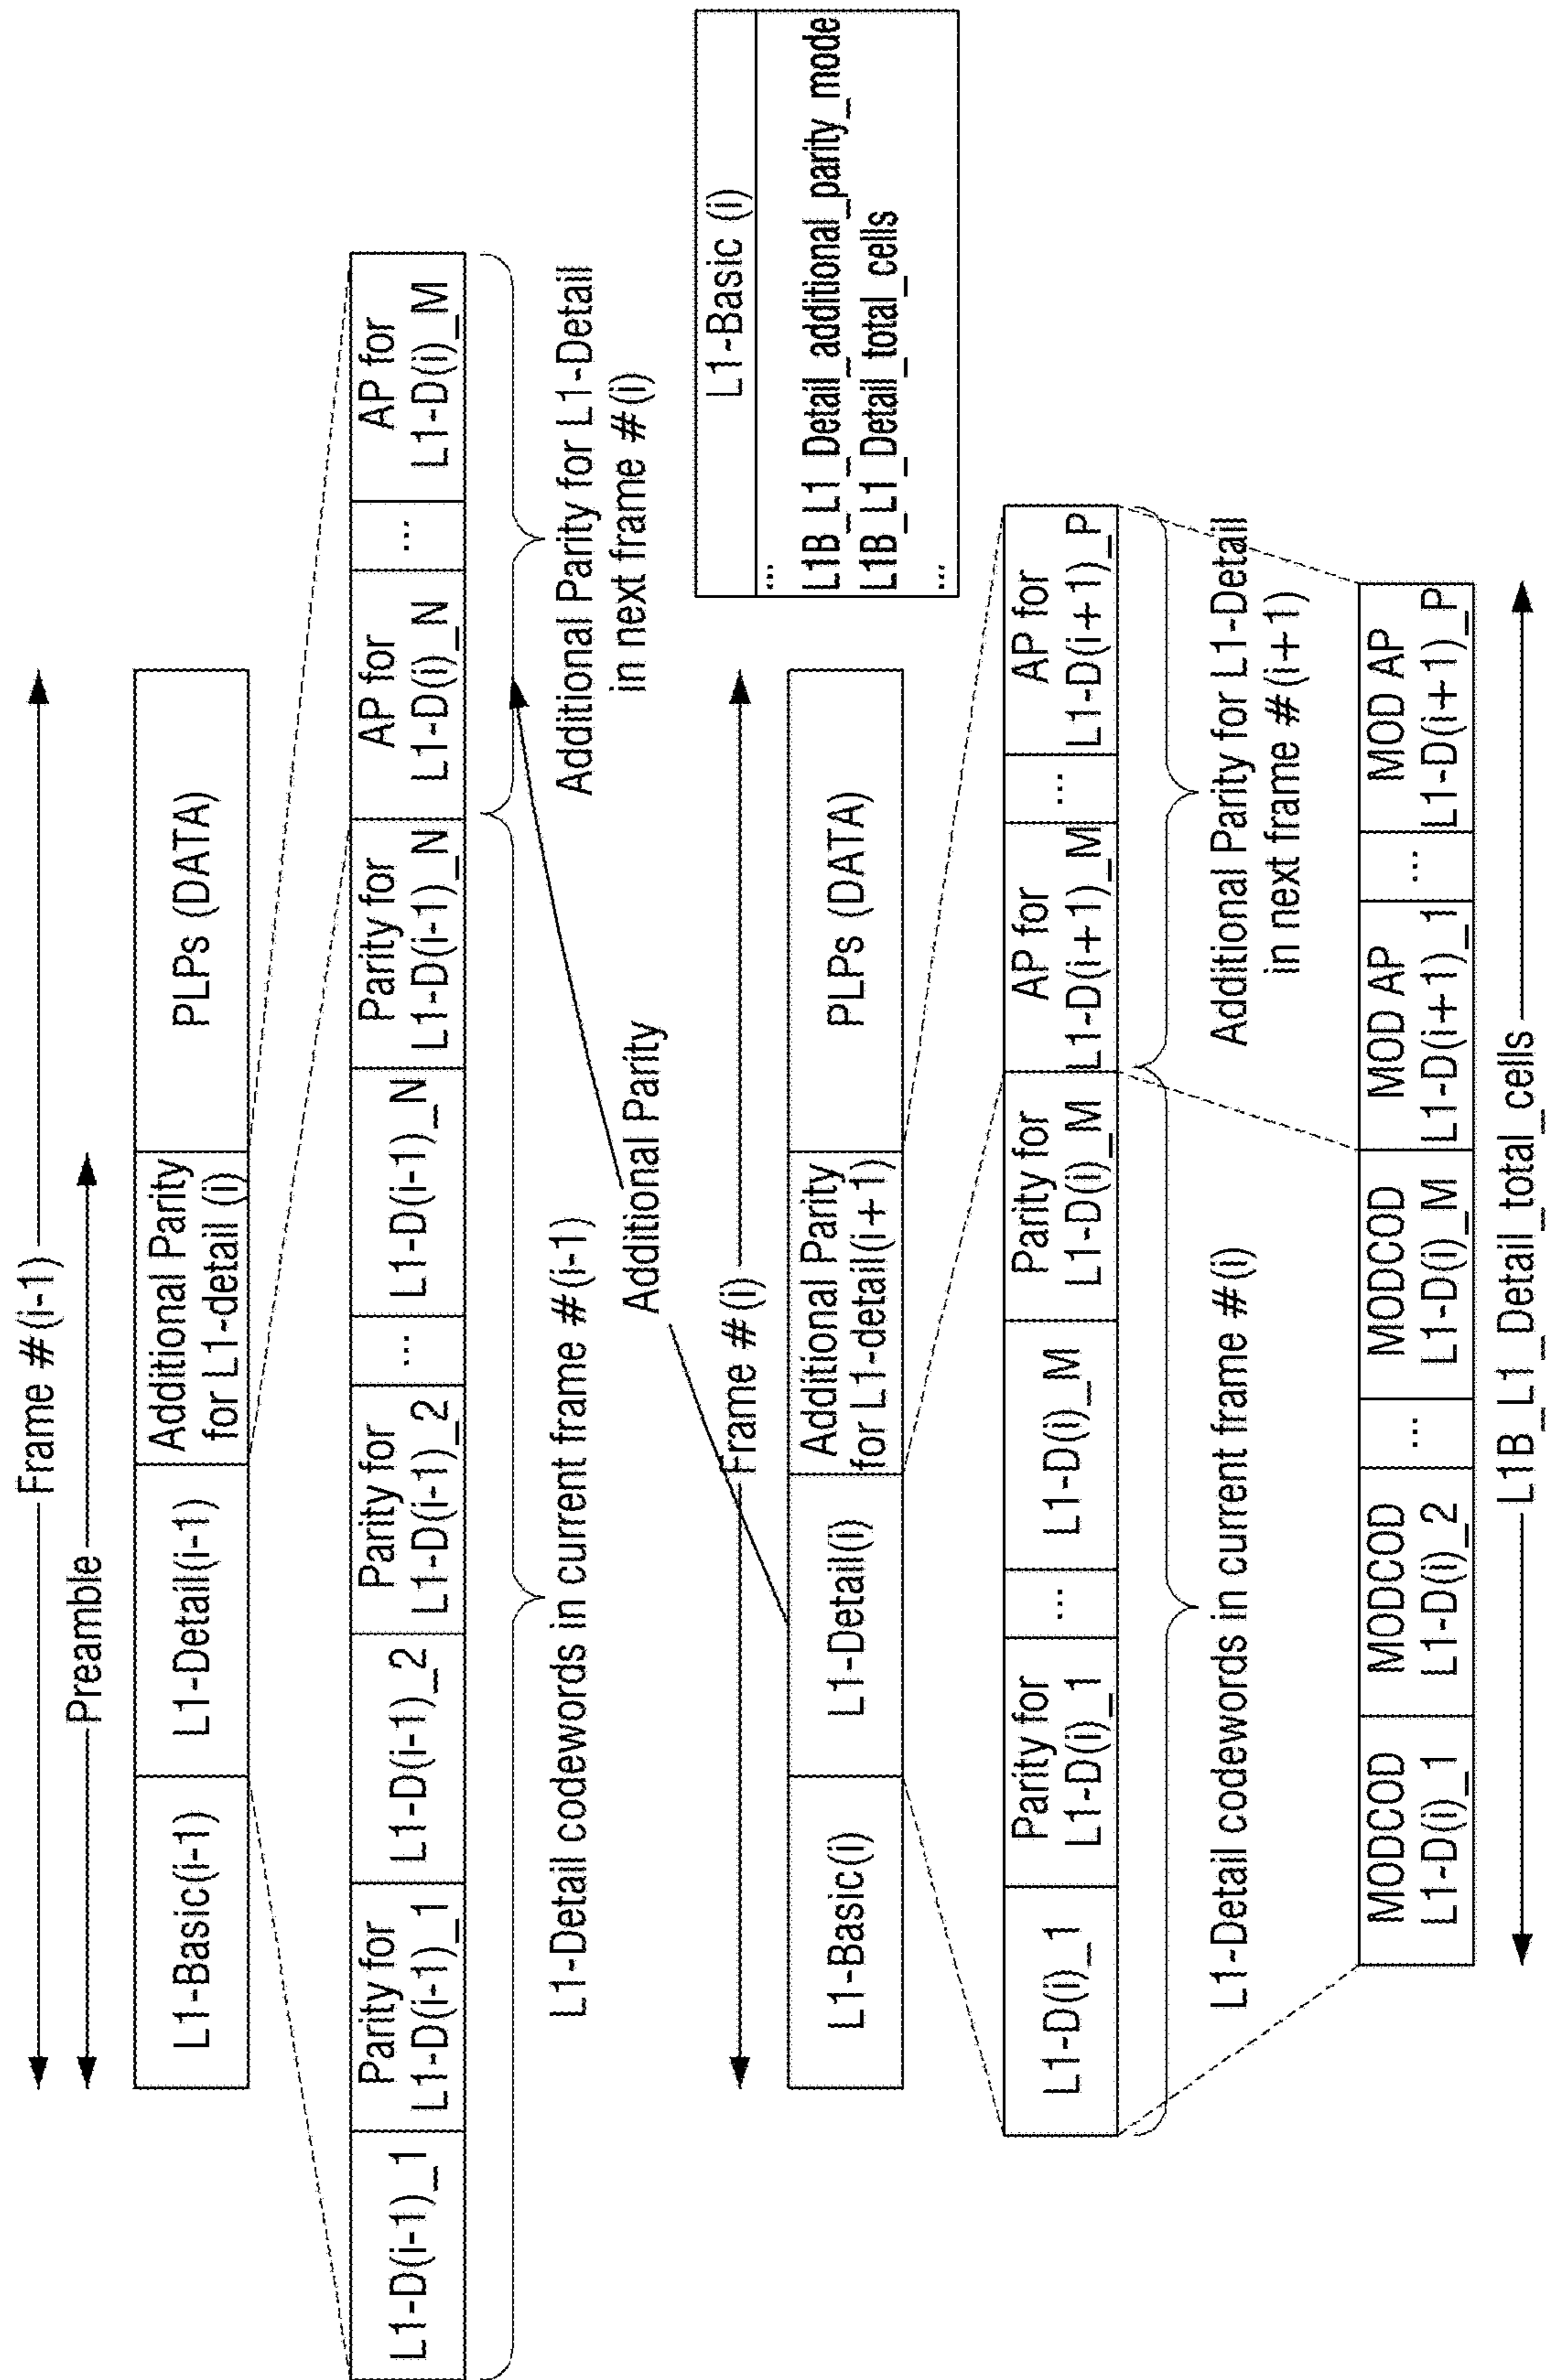 Frame #(i-1)
Preamble
L1-Basic(i-1)
L1-Detail(i-1)
Additional Parity
for L1-detail (i)
PLPs (DATA)
L1-D(i-1)_1
Parity for
L1-D(i-1)_1
L1-D(i-1)_2
Parity for
L1-D(i-1)_2
...
L1-D(i-1)_N
Parity for
L1-D(i-1)_N
AP for
L1-D(i)_N
...
AP for
L1-D(i)_M
L1-Detail codewords in current frame #(i-1)
Additional Parity for L1-Detail
in next frame #(i)
Additional Parity
L1-Basic (i)
...
L1B_L1_Detail_additional_parity_mode
L1B_L1_Detail_total_cells
...
Frame #(i)
L1-Basic(i)
L1-Detail(i)
Additional Parity
for L1-detail(i+1)
PLPs (DATA)
L1-D(i)_1
Parity for
L1-D(i)_1
...
L1-D(i)_M
Parity for
L1-D(i)_M
AP for
L1-D(i+1)_M
...
AP for
L1-D(i+1)_P
L1-Detail codewords in current frame #(i)
Additional Parity for L1-Detail
in next frame #(i+1)
MODCOD
L1-D(i)_1
MODCOD
L1-D(i)_2
...
MODCOD
L1-D(i)_M
MOD AP
L1-D(i+1)_1
...
MOD AP
L1-D(i+1)_P
L1B_L1_Detail_total_cells